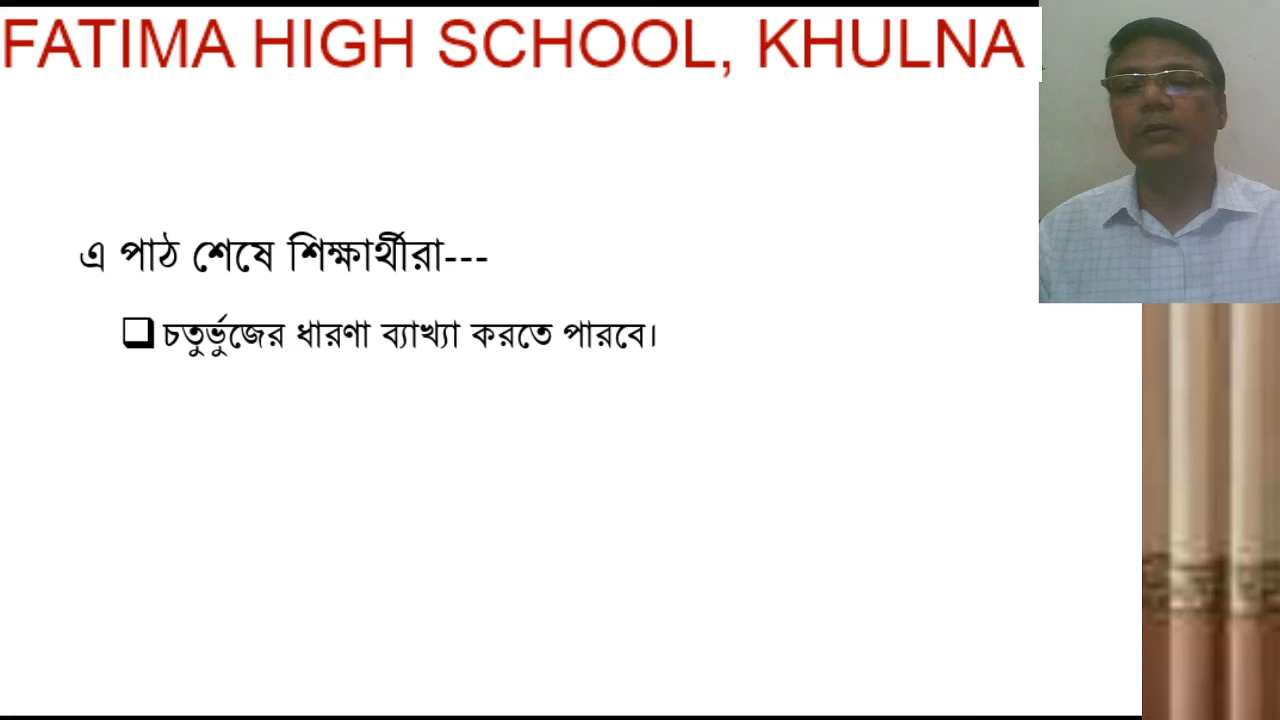 FATIMA HIGH SCHOOL, KHULNA
এ পাঠ শেষে শিক্ষার্থীরা---
চতুর্ভুজের ধারণা ব্যাখ্যা করতে পারবে।